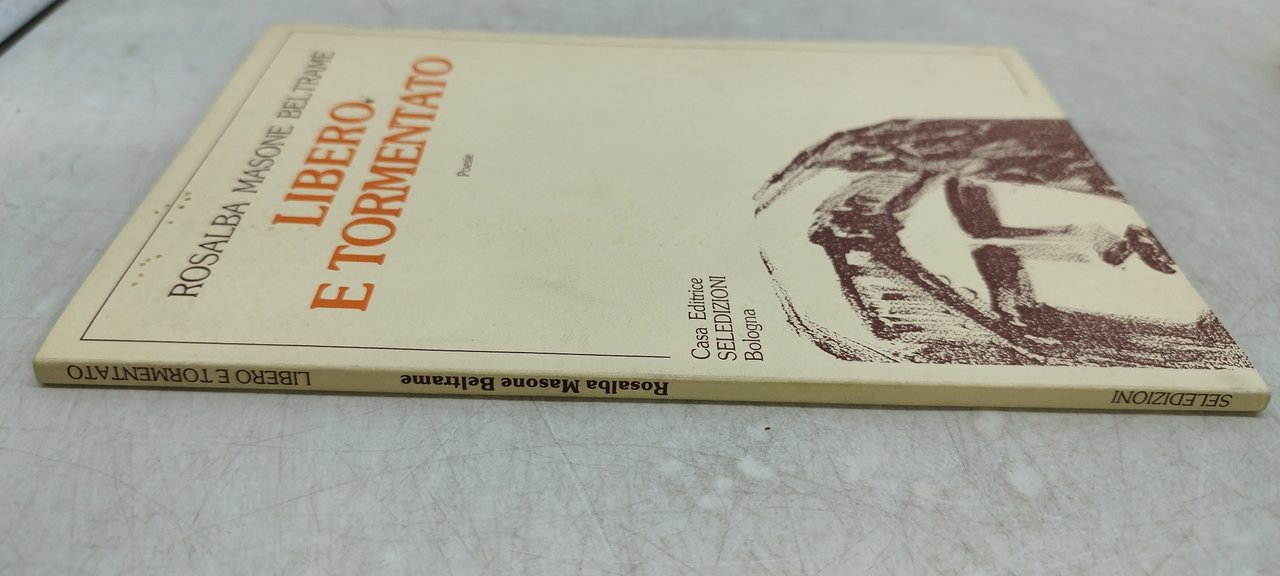 ROSALBA MASONE BELTRAME
LIBERO
E TORMENTATO
Poesie
Casa Editrice
SELEDIZIONI
Bologna
LIBERO E TORMENTATO
Rosalba Masone Beltrame
SELEDIZIONI